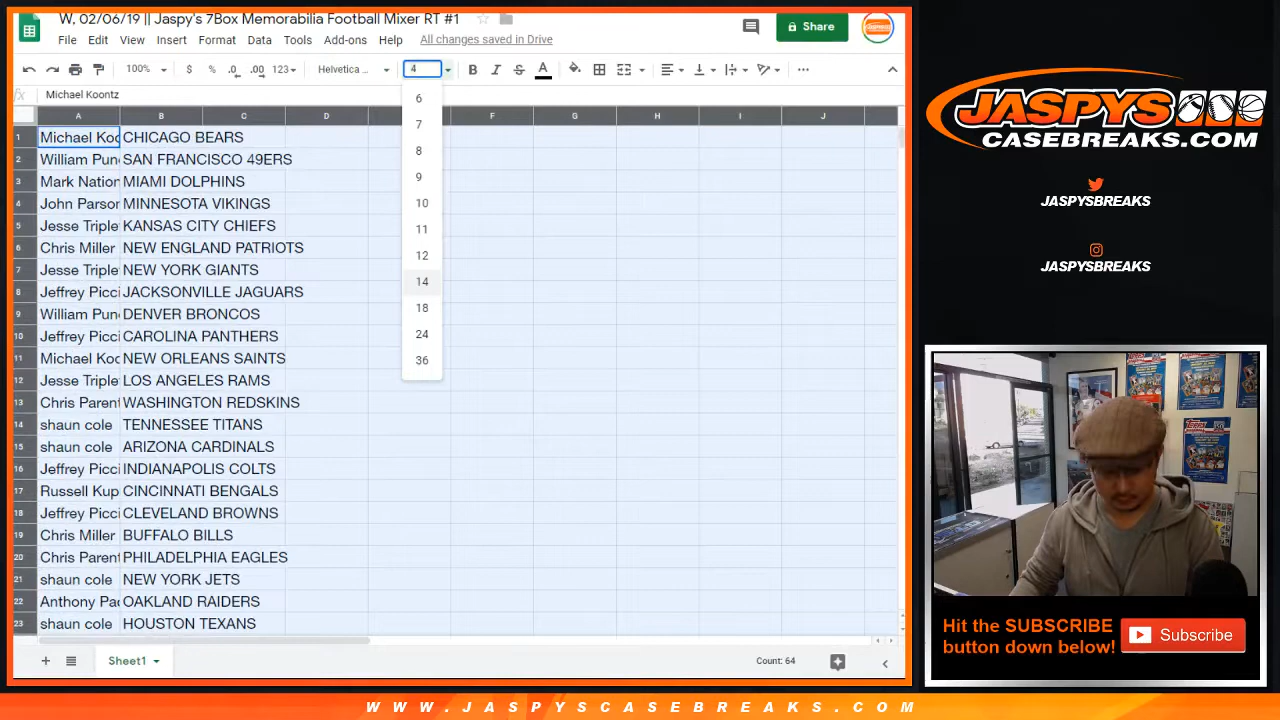 W, 02/06/19 || Jaspy's 7Box Memorabilia Football Mixer RT #1
File Edit View Insert Format Data Tools Add-ons Help All changes saved in Drive
Share
100% $ % .0 .00 123 Helvetica ... 4 B I S A
fx Michael Koontz
6
7
8
9
10
11
12
14
18
24
36
A B C D F G H I J
1 Michael Koo CHICAGO BEARS
2 William Pun SAN FRANCISCO 49ERS
3 Mark Nation MIAMI DOLPHINS
4 John Parson MINNESOTA VIKINGS
5 Jesse Triple KANSAS CITY CHIEFS
6 Chris Miller NEW ENGLAND PATRIOTS
7 Jesse Triple NEW YORK GIANTS
8 Jeffrey Picci JACKSONVILLE JAGUARS
9 William Pun DENVER BRONCOS
10 Jeffrey Picci CAROLINA PANTHERS
11 Michael Koo NEW ORLEANS SAINTS
12 Jesse Triple LOS ANGELES RAMS
13 Chris Parent WASHINGTON REDSKINS
14 shaun cole TENNESSEE TITANS
15 shaun cole ARIZONA CARDINALS
16 Jeffrey Picci INDIANAPOLIS COLTS
17 Russell Kup CINCINNATI BENGALS
18 Jeffrey Picci CLEVELAND BROWNS
19 Chris Miller BUFFALO BILLS
20 Chris Parent PHILADELPHIA EAGLES
21 shaun cole NEW YORK JETS
22 Anthony Pac OAKLAND RAIDERS
23 shaun cole HOUSTON TEXANS
Sheet1
Count: 64
JASPYS
CASEBREAKS.COM
JASPYSBREAKS
JASPYSBREAKS
Hit the SUBSCRIBE
button down below!
Subscribe
WWW.JASPYSCASEBREAKS.COM